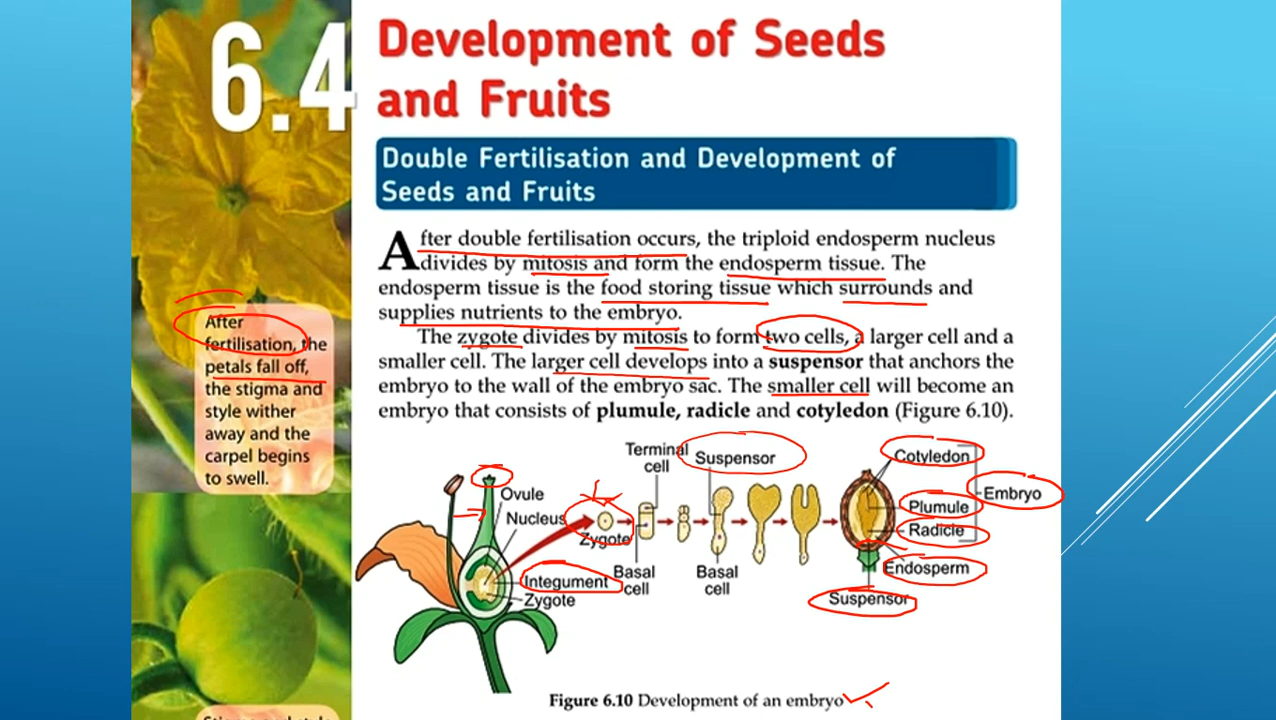 6.4
Development of Seeds
and Fruits
Double Fertilisation and Development of
Seeds and Fruits
After double fertilisation occurs, the triploid endosperm nucleus
divides by mitosis and form the endosperm tissue. The
endosperm tissue is the food storing tissue which surrounds and
supplies nutrients to the embryo.
The zygote divides by mitosis to form two cells, a larger cell and a
smaller cell. The larger cell develops into a suspensor that anchors the
embryo to the wall of the embryo sac. The smaller cell will become an
embryo that consists of plumule, radicle and cotyledon (Figure 6.10).
After
fertilisation, the
petals fall off,
the stigma and
style wither
away and the
carpel begins
to swell.
Ovule
Nucleus
Integument
Zygote
Zygote
Terminal
cell
Basal
cell
Suspensor
Basal
cell
Cotyledon
Plumule
Radicle
Embryo
Endosperm
Suspensor
Figure 6.10 Development of an embryo